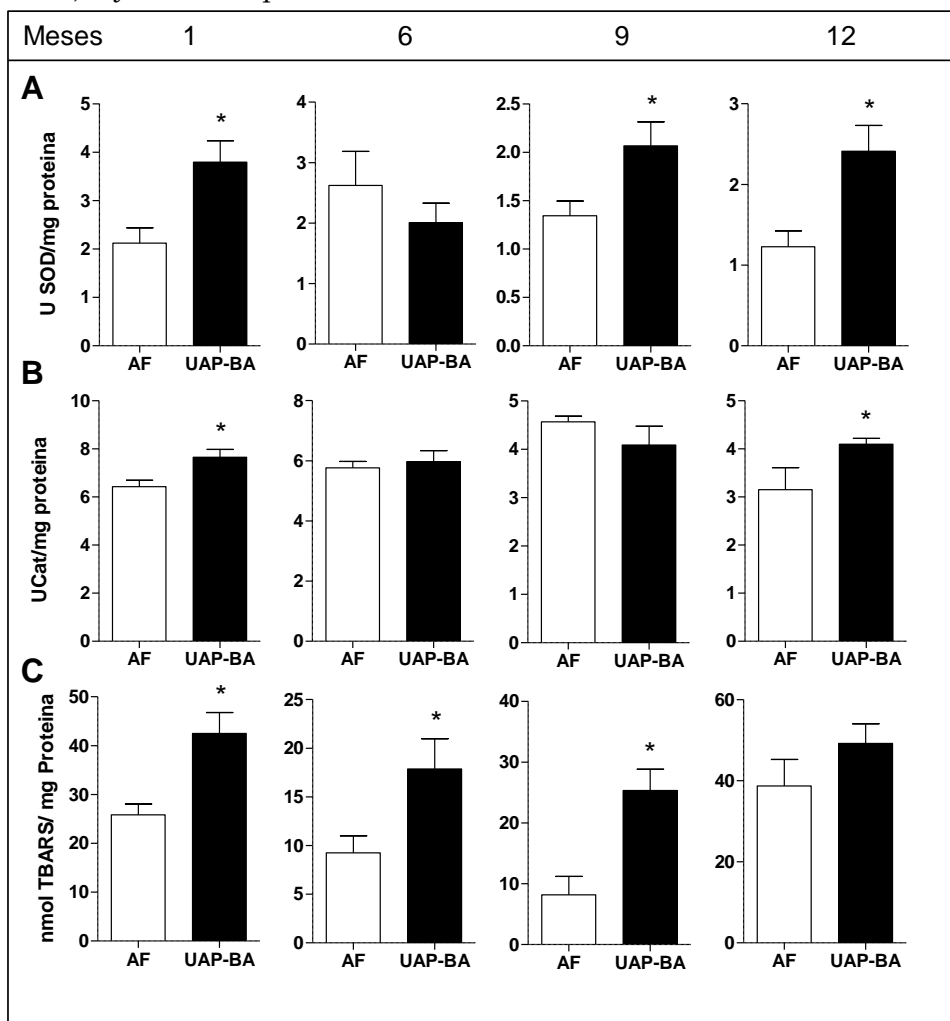 Meses 1 6 9 12
A
U SOD/mg proteina
5 4 3 2 1 0
* 
AF UAP-BA
4 3 2 1 0
AF UAP-BA
2.5 2.0 1.5 1.0 0.5 0.0
*
AF UAP-BA
3 2 1 0
*
AF UAP-BA
B
UCat/mg proteina
10 8 6 4 2 0
*
AF UAP-BA
8 6 4 2 0
AF UAP-BA
5 4 3 2 1 0
AF UAP-BA
5 4 3 2 1 0
*
AF UAP-BA
C
nmol TBARS/ mg Proteina
50 40 30 20 10 0
*
AF UAP-BA
25 20 15 10 5 0
*
AF UAP-BA
40 30 20 10 0
*
AF UAP-BA
60 40 20 0
AF UAP-BA